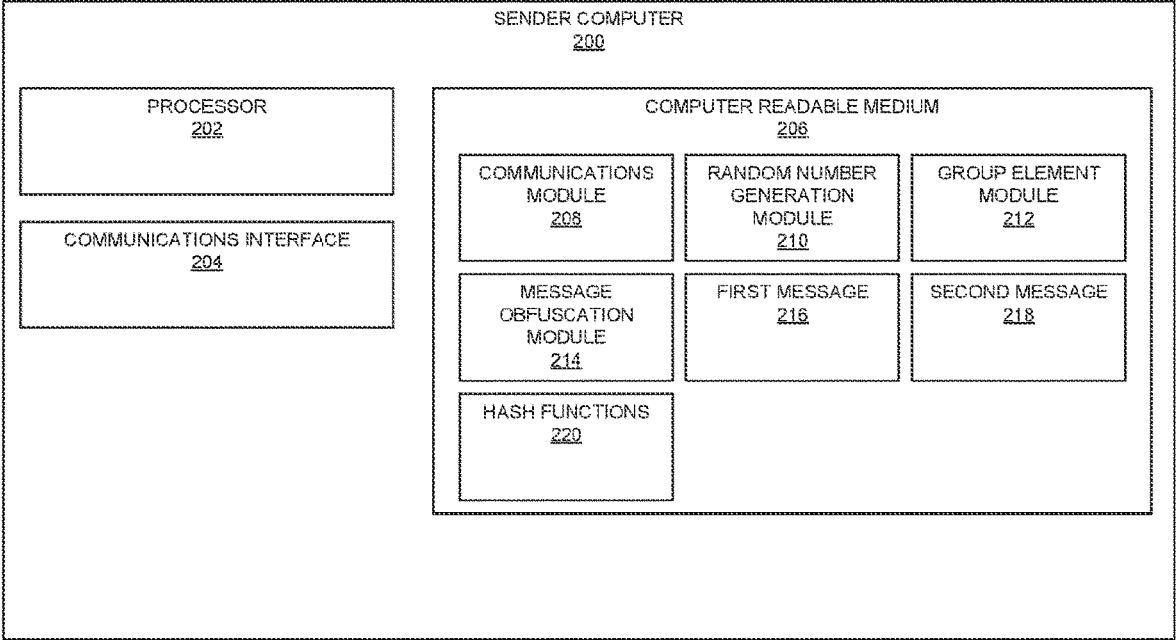 SENDER COMPUTER
200
PROCESSOR
202
COMMUNICATIONS INTERFACE
204
COMPUTER READABLE MEDIUM
206
COMMUNICATIONS
MODULE
208
RANDOM NUMBER
GENERATION
MODULE
210
GROUP ELEMENT
MODULE
212
MESSAGE
OBFUSCATION
MODULE
214
FIRST MESSAGE
216
SECOND MESSAGE
218
HASH FUNCTIONS
220